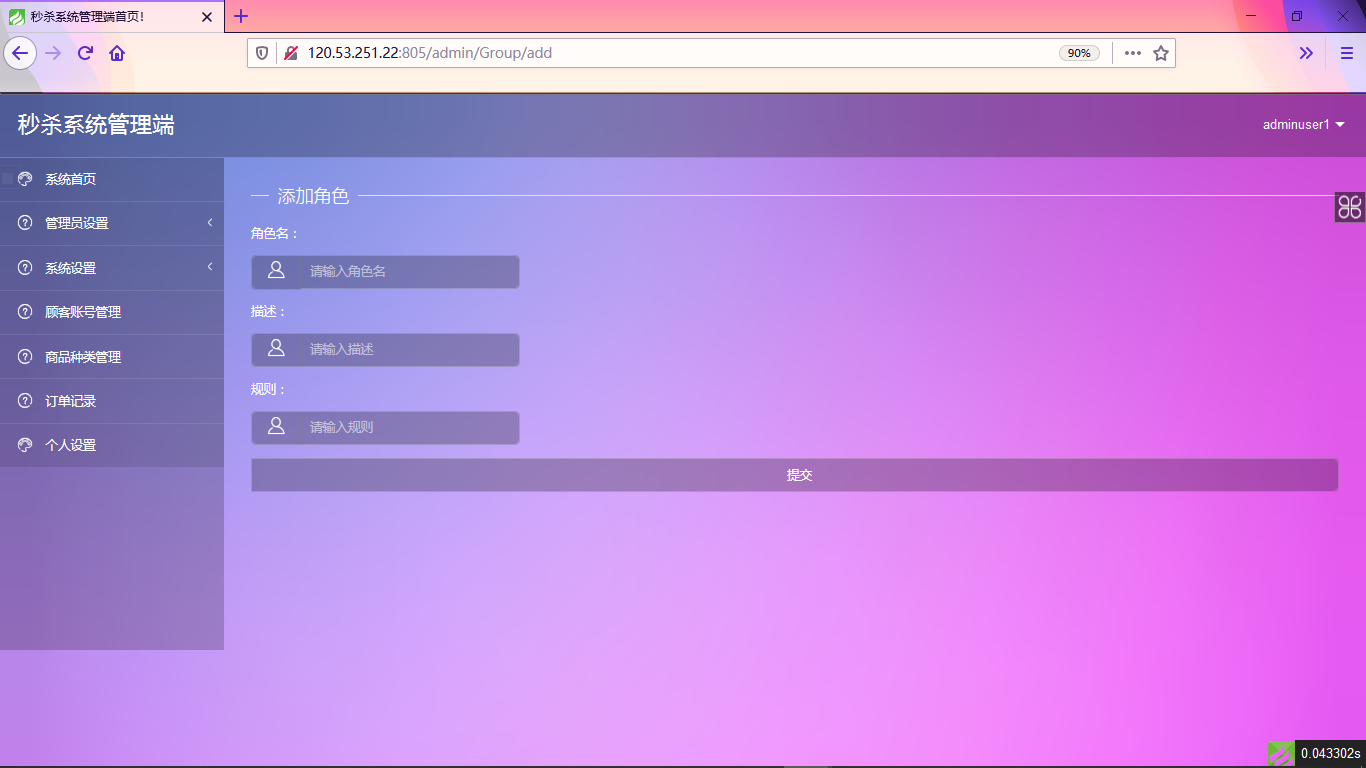 秒杀系统管理端首页!
120.53.251.22:805/admin/Group/add
90%
秒杀系统管理端
adminuser1
系统首页
管理员设置
系统设置
顾客账号管理
商品种类管理
订单记录
个人设置
添加角色
角色名：
请输入角色名
描述：
请输入描述
规则：
请输入规则
提交
0.043302s